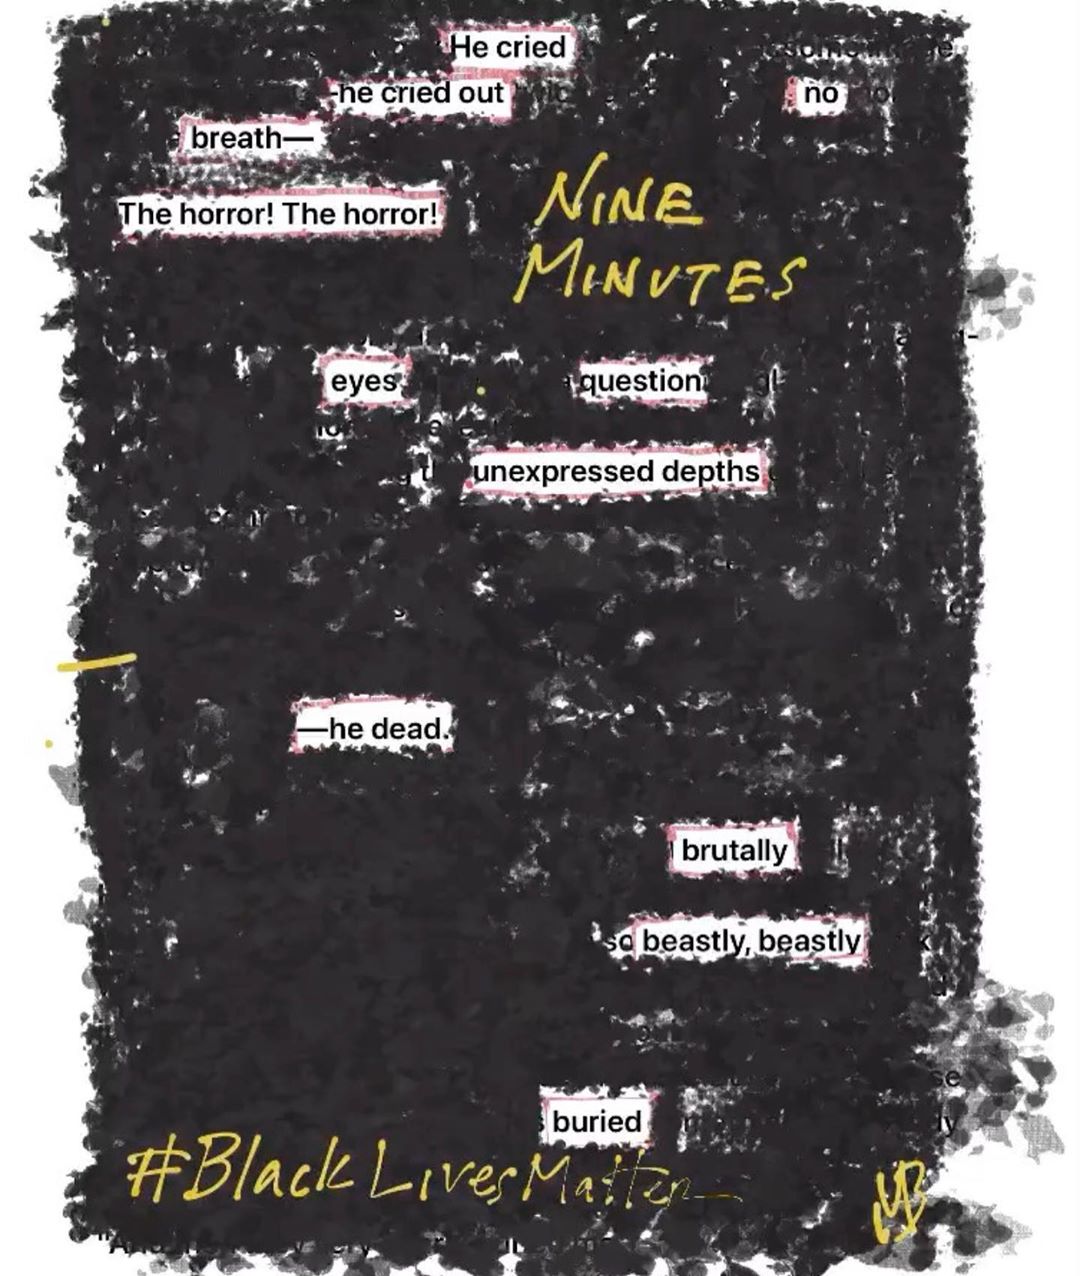 He cried
-he cried out no
breath—
The horror! The horror!
NINE
MINUTES
eyes question
unexpressed depths
—he dead.
brutally
so beastly, beastly
buried
#BlackLivesMatter